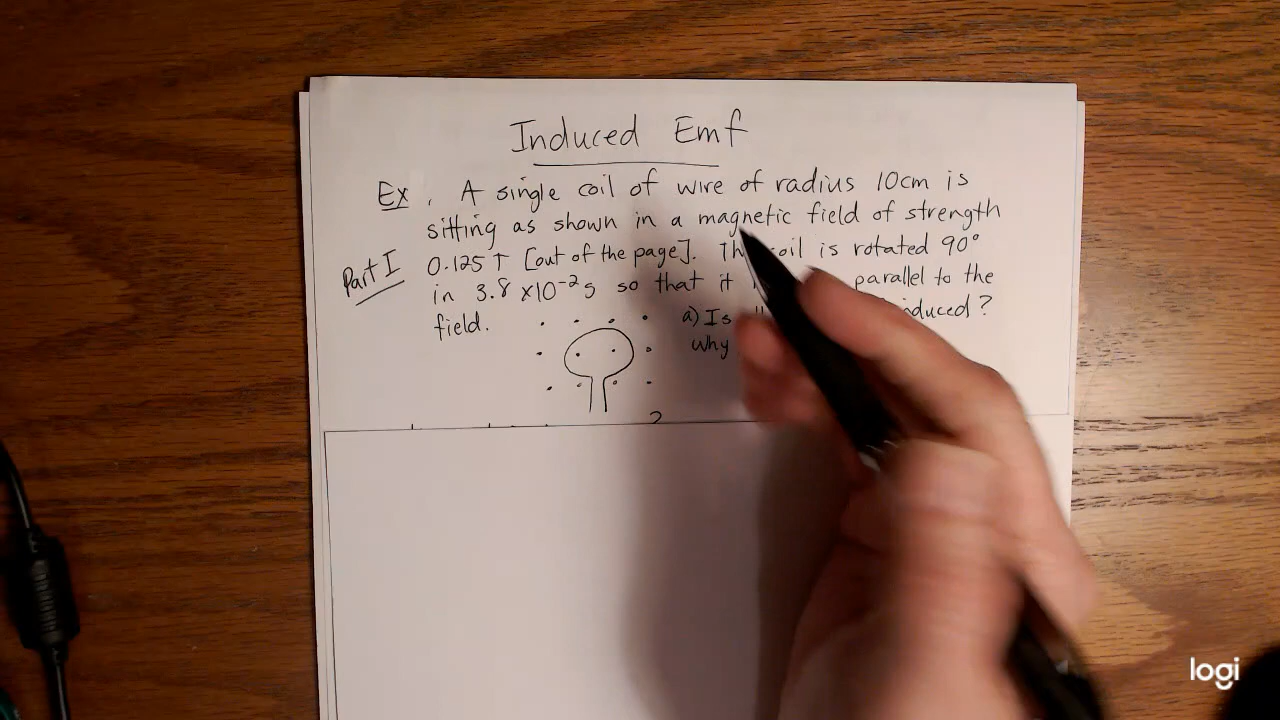 Induced Emf
Ex. A single coil of wire of radius 10cm is
sitting as shown in a magnetic field of strength
Part I
0.125 T [out of the page]. Th coil is rotated 90°
in 3.8 x10⁻²s so that it parallel to the
field.
a) Is nduced?
why
?
logi